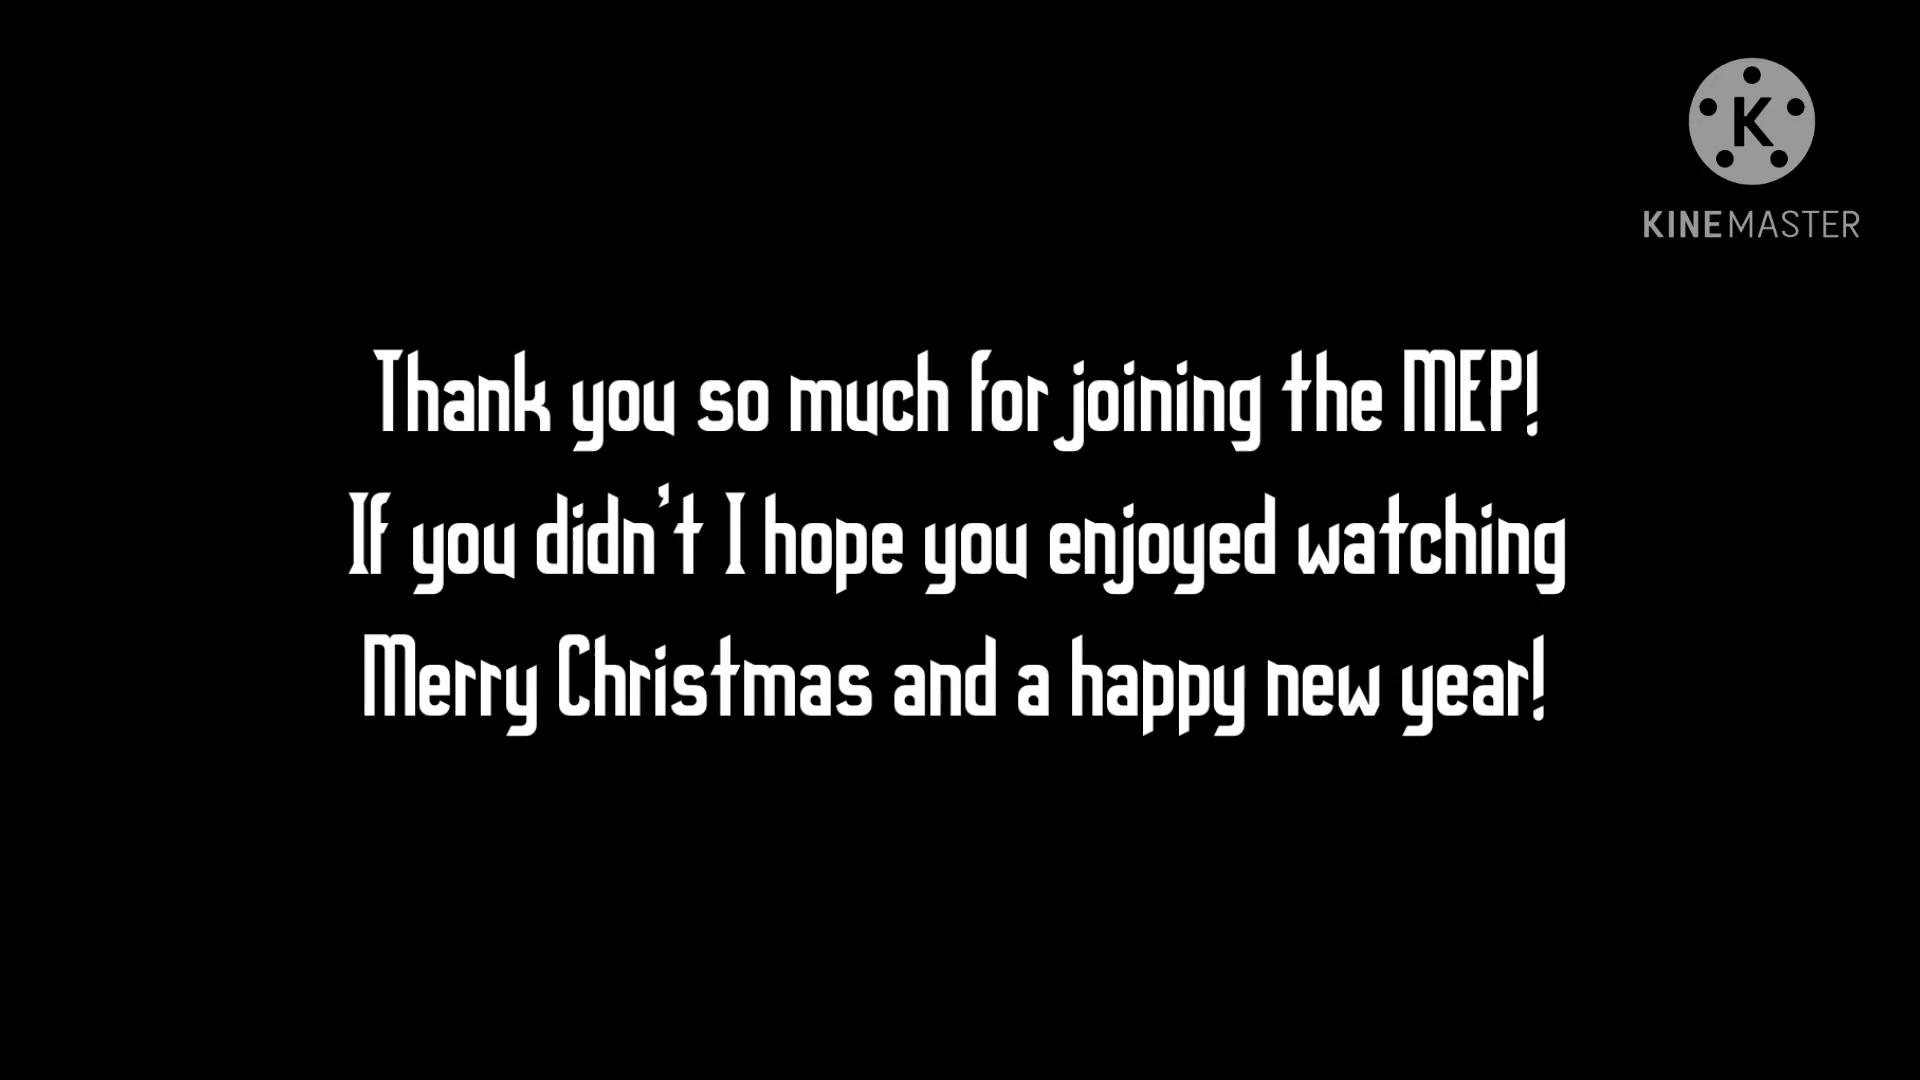 K
KINEMASTER
Thank you so much for joining the MEP!
If you didn't I hope you enjoyed watching
Merry Christmas and a happy new year!